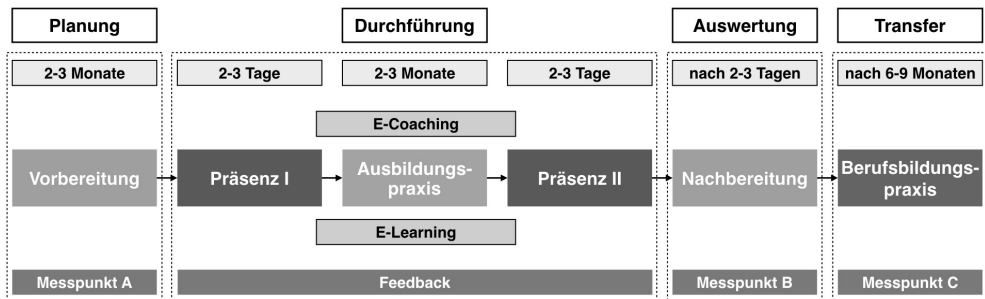 Planung
Durchführung
Auswertung
Transfer
2-3 Monate
2-3 Tage
2-3 Monate
2-3 Tage
nach 2-3 Tagen
nach 6-9 Monaten
E-Coaching
Vorbereitung
Präsenz I
Ausbildungs-
praxis
Präsenz II
Nachbereitung
Berufsbildungs-
praxis
E-Learning
Messpunkt A
Feedback
Messpunkt B
Messpunkt C